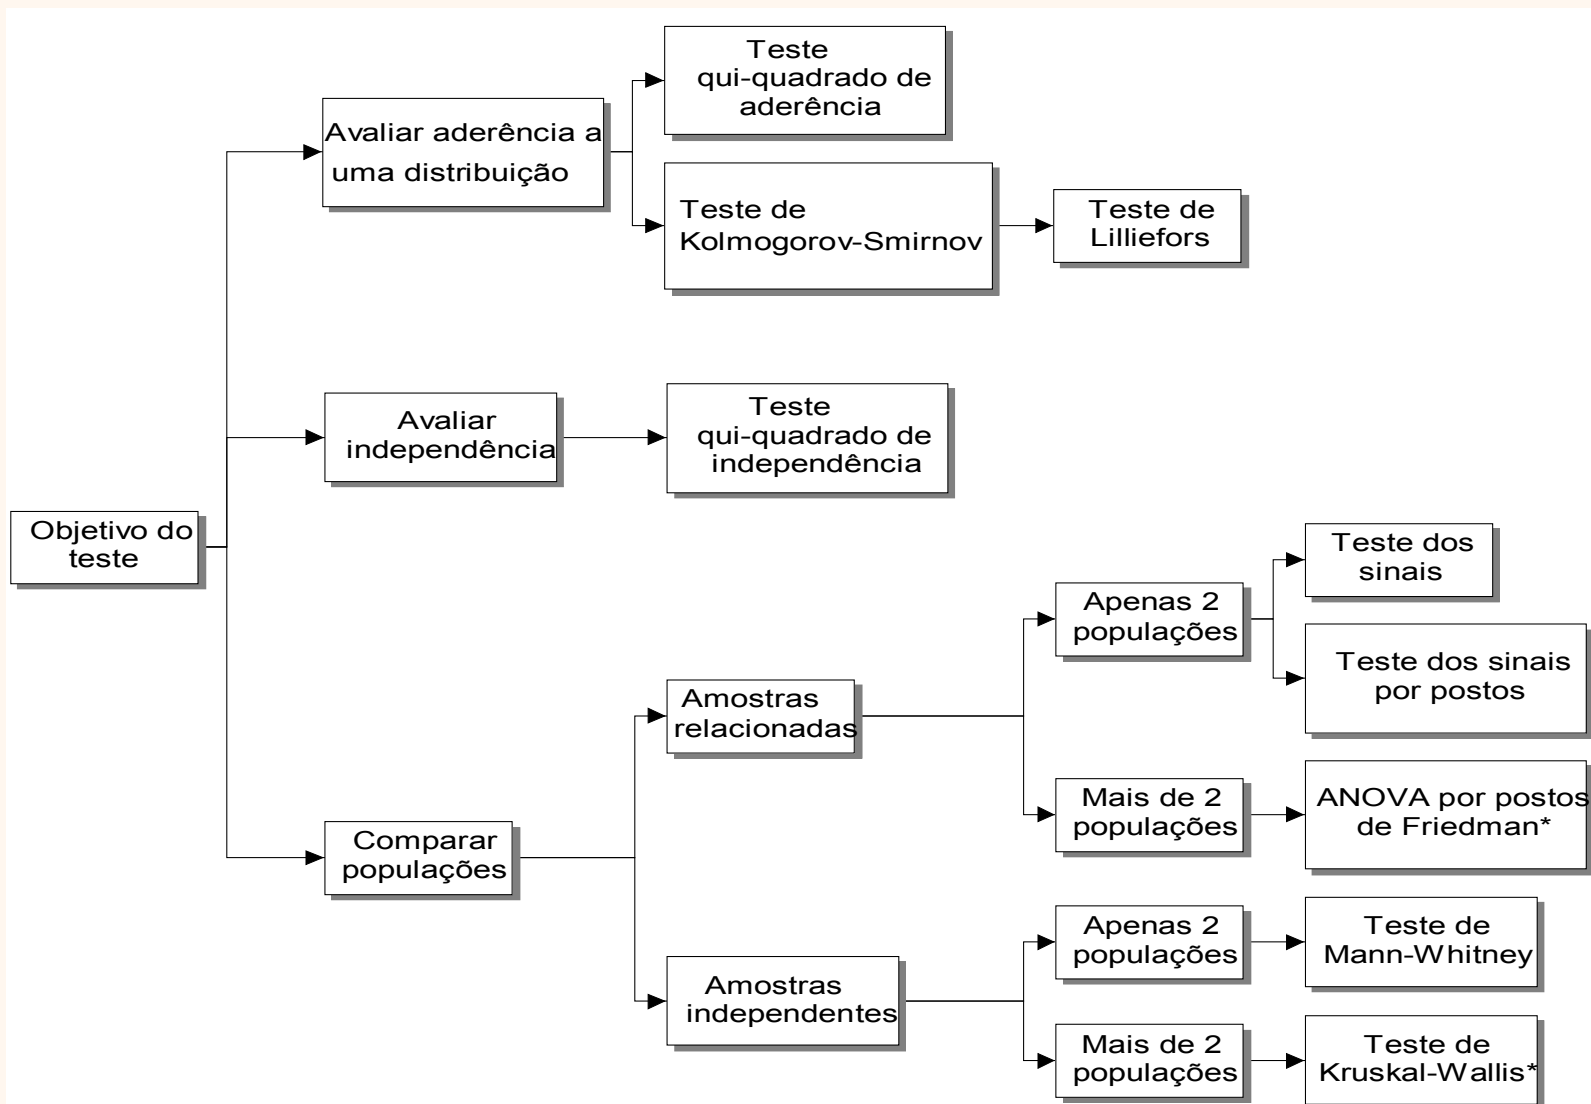 Teste
qui-quadrado de
aderência
Avaliar aderência a
uma distribuição
Teste de
Kolmogorov-Smirnov
Teste de
Lilliefors
Avaliar
independência
Teste
qui-quadrado de
independência
Objetivo do
teste
Comparar
populações
Amostras
relacionadas
Apenas 2
populações
Teste dos
sinais
Teste dos sinais
por postos
Mais de 2
populações
ANOVA por postos
de Friedman*
Amostras
independentes
Apenas 2
populações
Teste de
Mann-Whitney
Mais de 2
populações
Teste de
Kruskal-Wallis*